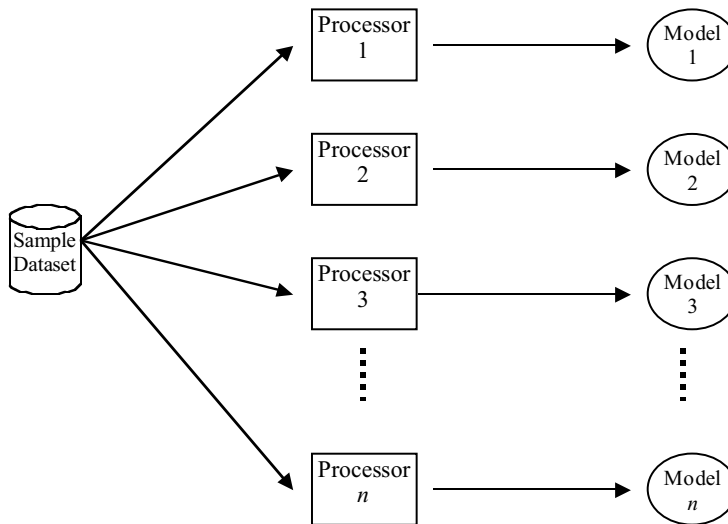 Processor
1
Model
1
Processor
2
Model
2
Sample
Dataset
Processor
3
Model
3
Processor
n
Model
n